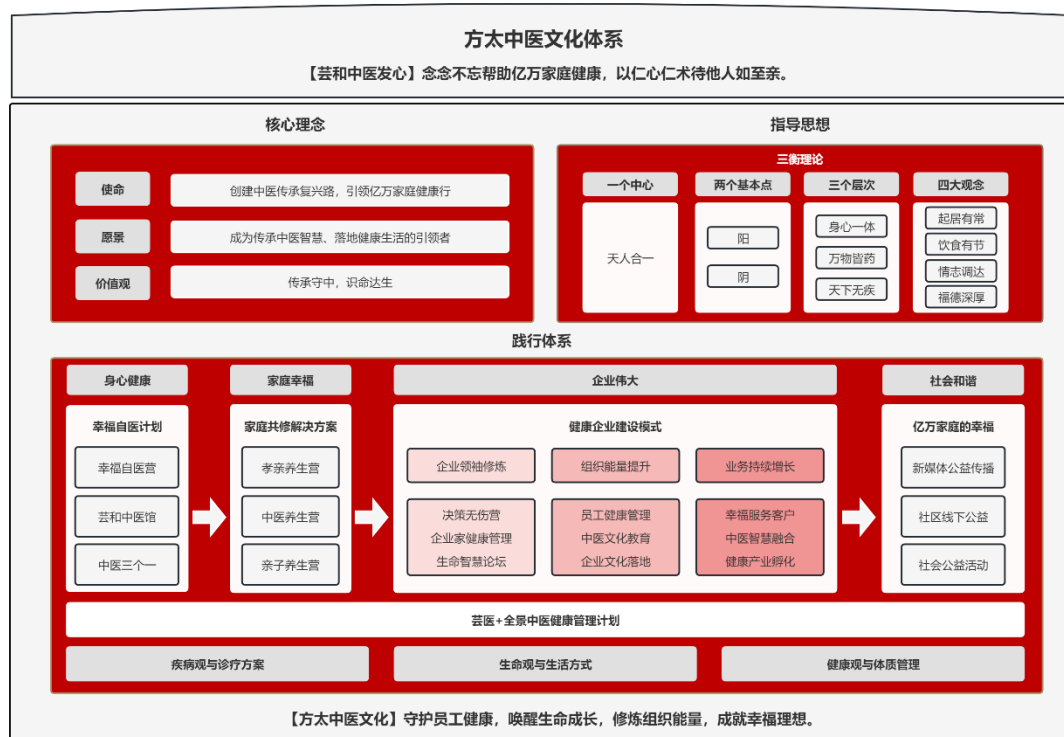 方太中医文化体系
【芸和中医发心】念念不忘帮助亿万家庭健康，以仁心仁术待他人如至亲。
核心理念
使命
创建中医传承复兴路，引领亿万家庭健康行
愿景
成为传承中医智慧、落地健康生活的引领者
价值观
传承守中，识命达生
指导思想
三衡理论
一个中心
天人合一
两个基本点
阳
阴
三个层次
身心一体
万物皆药
天下无疾
四大观念
起居有常
饮食有节
情志调达
福德深厚
践行体系
身心健康
幸福自医计划
幸福自医营
芸和中医馆
中医三个一
家庭幸福
家庭共修解决方案
孝亲养生营
中医养生营
亲子养生营
企业伟大
健康企业建设模式
企业领袖修炼
决策无伤营
企业家健康管理
生命智慧论坛
组织能量提升
员工健康管理
中医文化教育
企业文化落地
业务持续增长
幸福服务客户
中医智慧融合
健康产业孵化
社会和谐
亿万家庭的幸福
新媒体公益传播
社区线下公益
社会公益活动
芸医+全景中医健康管理计划
疾病观与诊疗方案
生命观与生活方式
健康观与体质管理
【方太中医文化】守护员工健康，唤醒生命成长，修炼组织能量，成就幸福理想。